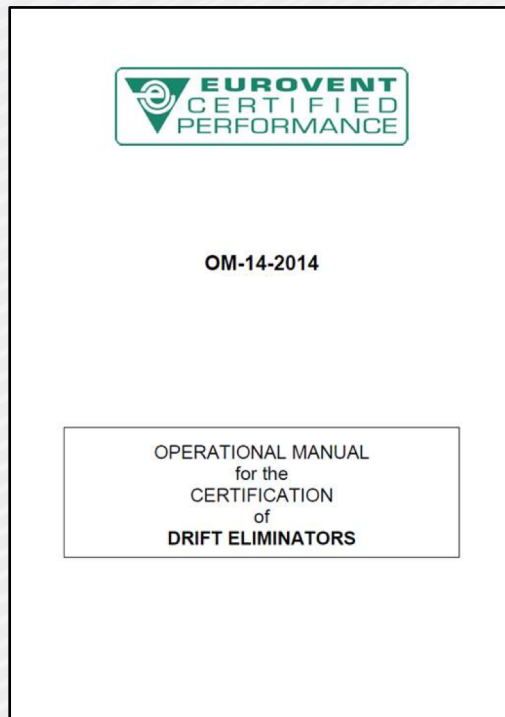 EUROVENT
CERTIFIED
PERFORMANCE
OM-14-2014
OPERATIONAL MANUAL
for the
CERTIFICATION
of
DRIFT ELIMINATORS